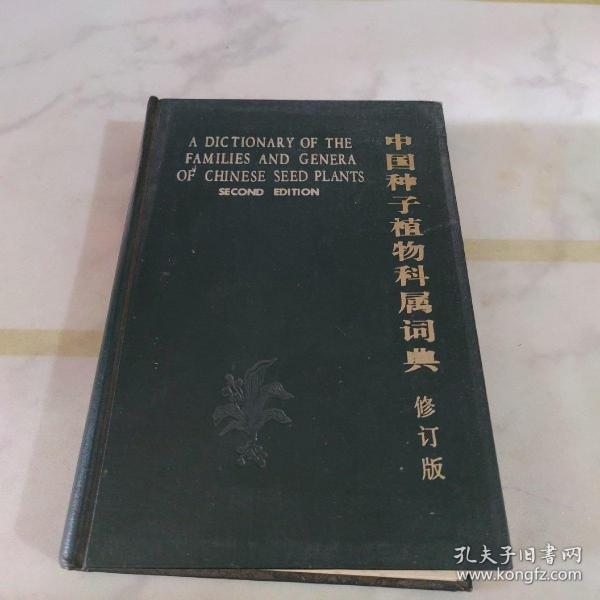 A DICTIONARY OF THE
FAMILIES AND GENERA
OF CHINESE SEED PLANTS
SECOND EDITION
中国种子植物科属词典
修订版
孔夫子旧书网
www.kongfz.com